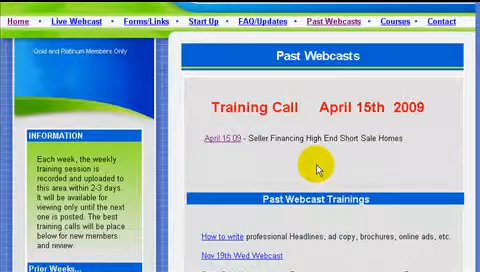 Home • Live Webcast • Forms/Links • Start Up • FAQ/Updates • Past Webcasts • Courses • Contact
Gold and Platinum Members Only
Past Webcasts
Training Call April 15th 2009
April 15 09 - Seller Financing High End Short Sale Homes
INFORMATION
Each week, the weekly
training session is
recorded and uploaded to
this area within 2-3 days.
It will be available for
viewing only until the next
one is posted. The best
training calls will be place
below for new members
and review.
Prior Weeks...
Past Webcast Trainings
How to write professional Headlines, ad copy, brochures, online ads, etc.
Nov 19th Wed Webcast